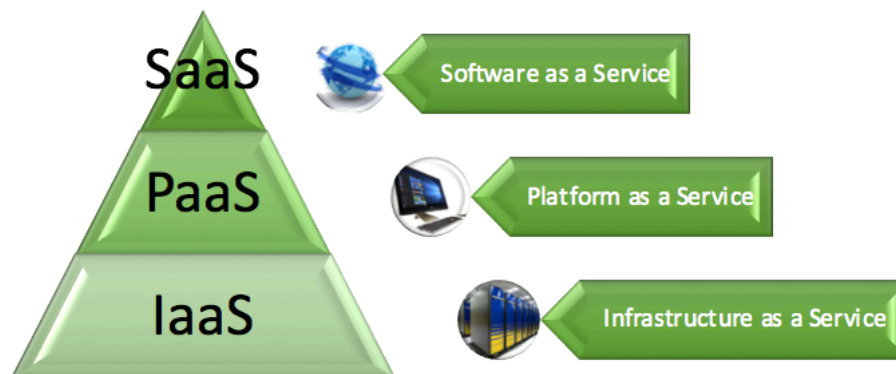 SaaS
Software as a Service
PaaS
Platform as a Service
IaaS
Infrastructure as a Service